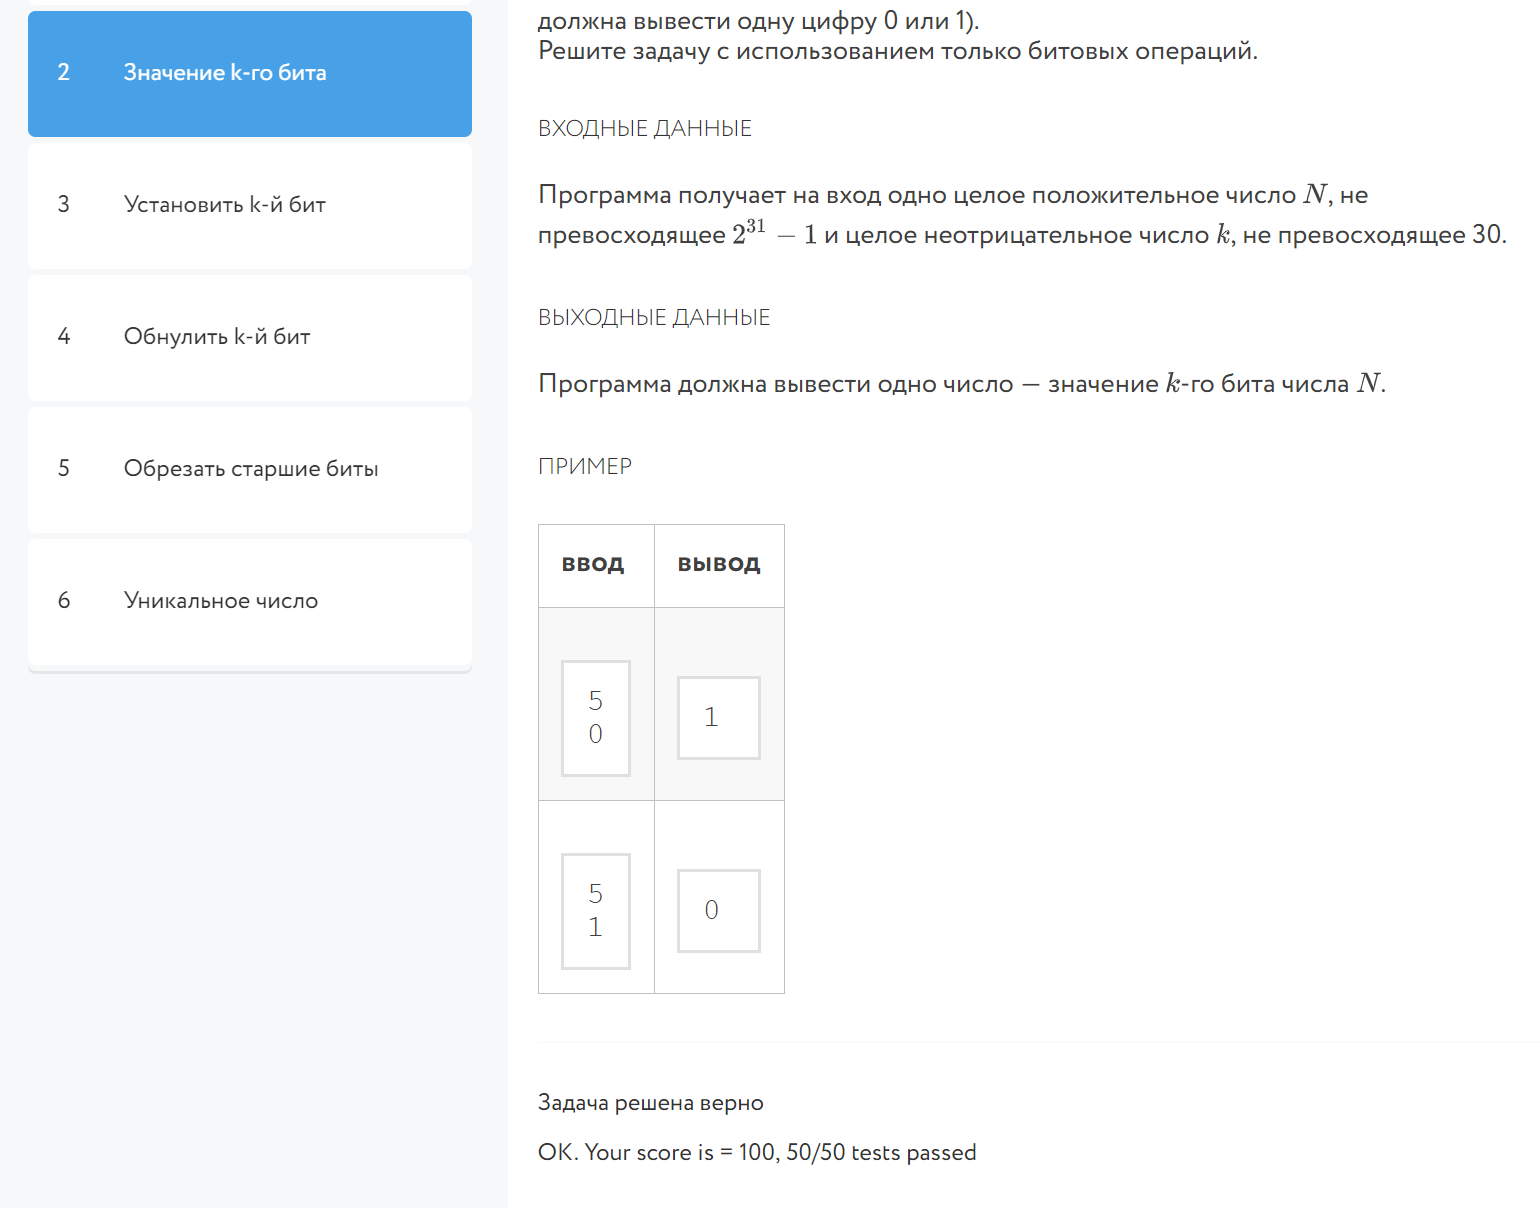 2 Значение k-го бита
3 Установить k-й бит
4 Обнулить k-й бит
5 Обрезать старшие биты
6 Уникальное число
должна вывести одну цифру 0 или 1).
Решите задачу с использованием только битовых операций.
ВХОДНЫЕ ДАННЫЕ
Программа получает на вход одно целое положительное число N, не
превосходящее 2³¹ − 1 и целое неотрицательное число k, не превосходящее 30.
ВЫХОДНЫЕ ДАННЫЕ
Программа должна вывести одно число — значение k-го бита числа N.
ПРИМЕР
ВВОД ВЫВОД
5
0
1
5
1
0
Задача решена верно
OK. Your score is = 100, 50/50 tests passed